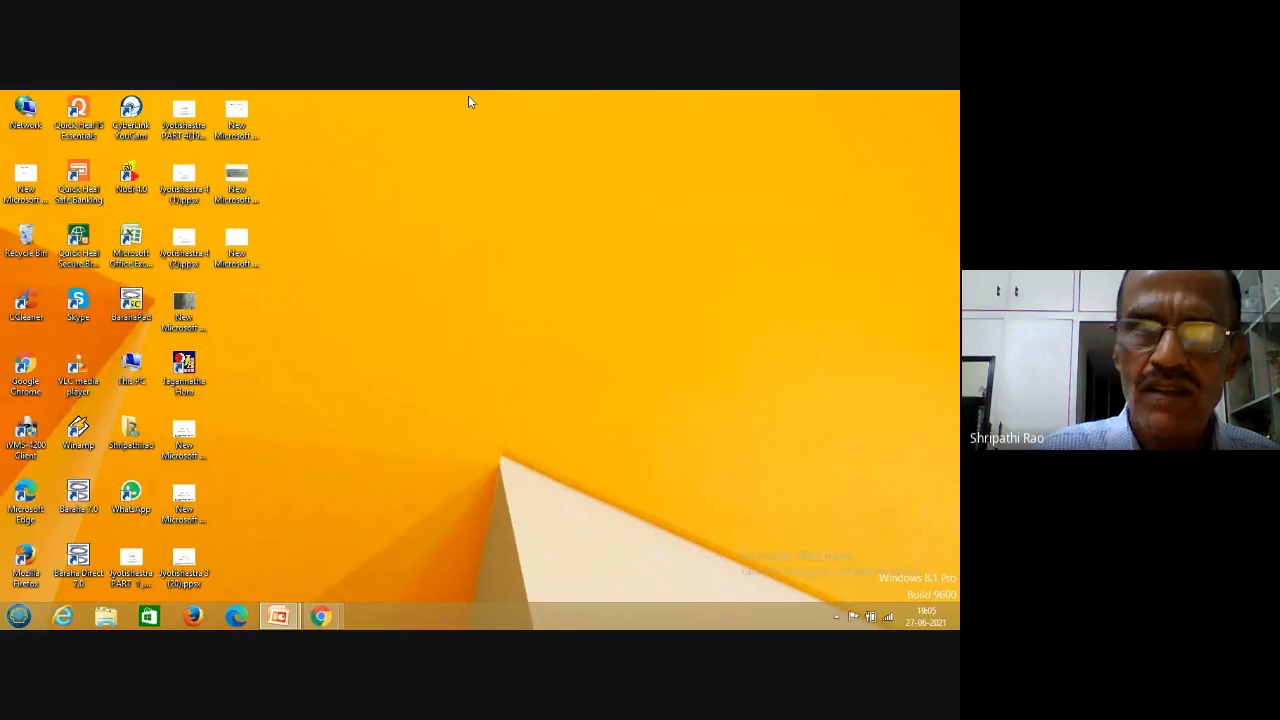 Network
Quick Heal IS
Essentials
CyberLink
YouCam
Jyotishastra
PART 4(19...
New
Microsoft ...
New
Microsoft ...
Quick Heal
Safe Banking
Nudi 4.0
Jyotishastra 4
(1).ppsx
New
Microsoft ...
Recycle Bin
Quick Heal
Secure Br...
Microsoft
Office Exc...
Jyotishastra 4
(2).ppsx
New
Microsoft ...
CCleaner
Skype
BarahaPad
New
Microsoft ...
Google
Chrome
VLC media
player
This PC
Jagannatha
Hora
iVMS-4200
Client
Winamp
Shripathirao
New
Microsoft ...
Microsoft
Edge
Baraha 7.0
WhatsApp
New
Microsoft ...
Mozilla
Firefox
Baraha Direct
7.0
Jyotishastra
PART 1 ...
Jyotishastra 3
(20).ppsx
Windows 8.1 Pro
Build 9600
19:05
27-06-2021
Shripathi Rao